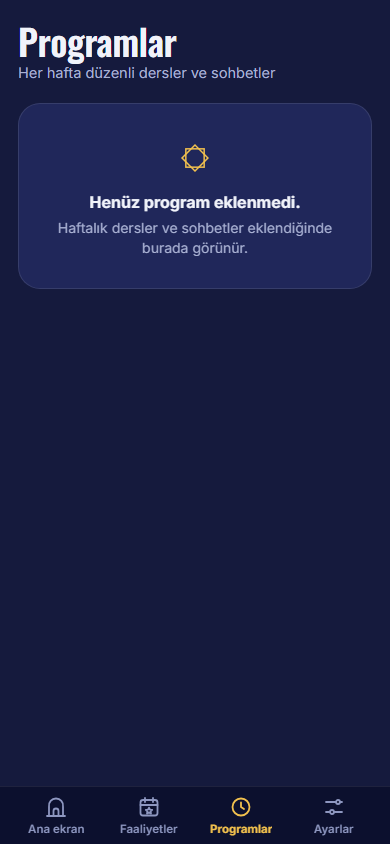 Programlar
Her hafta düzenli dersler ve sohbetler
Henüz program eklenmedi.
Haftalık dersler ve sohbetler eklendiğinde
burada görünür.
Ana ekran
Faaliyetler
Programlar
Ayarlar